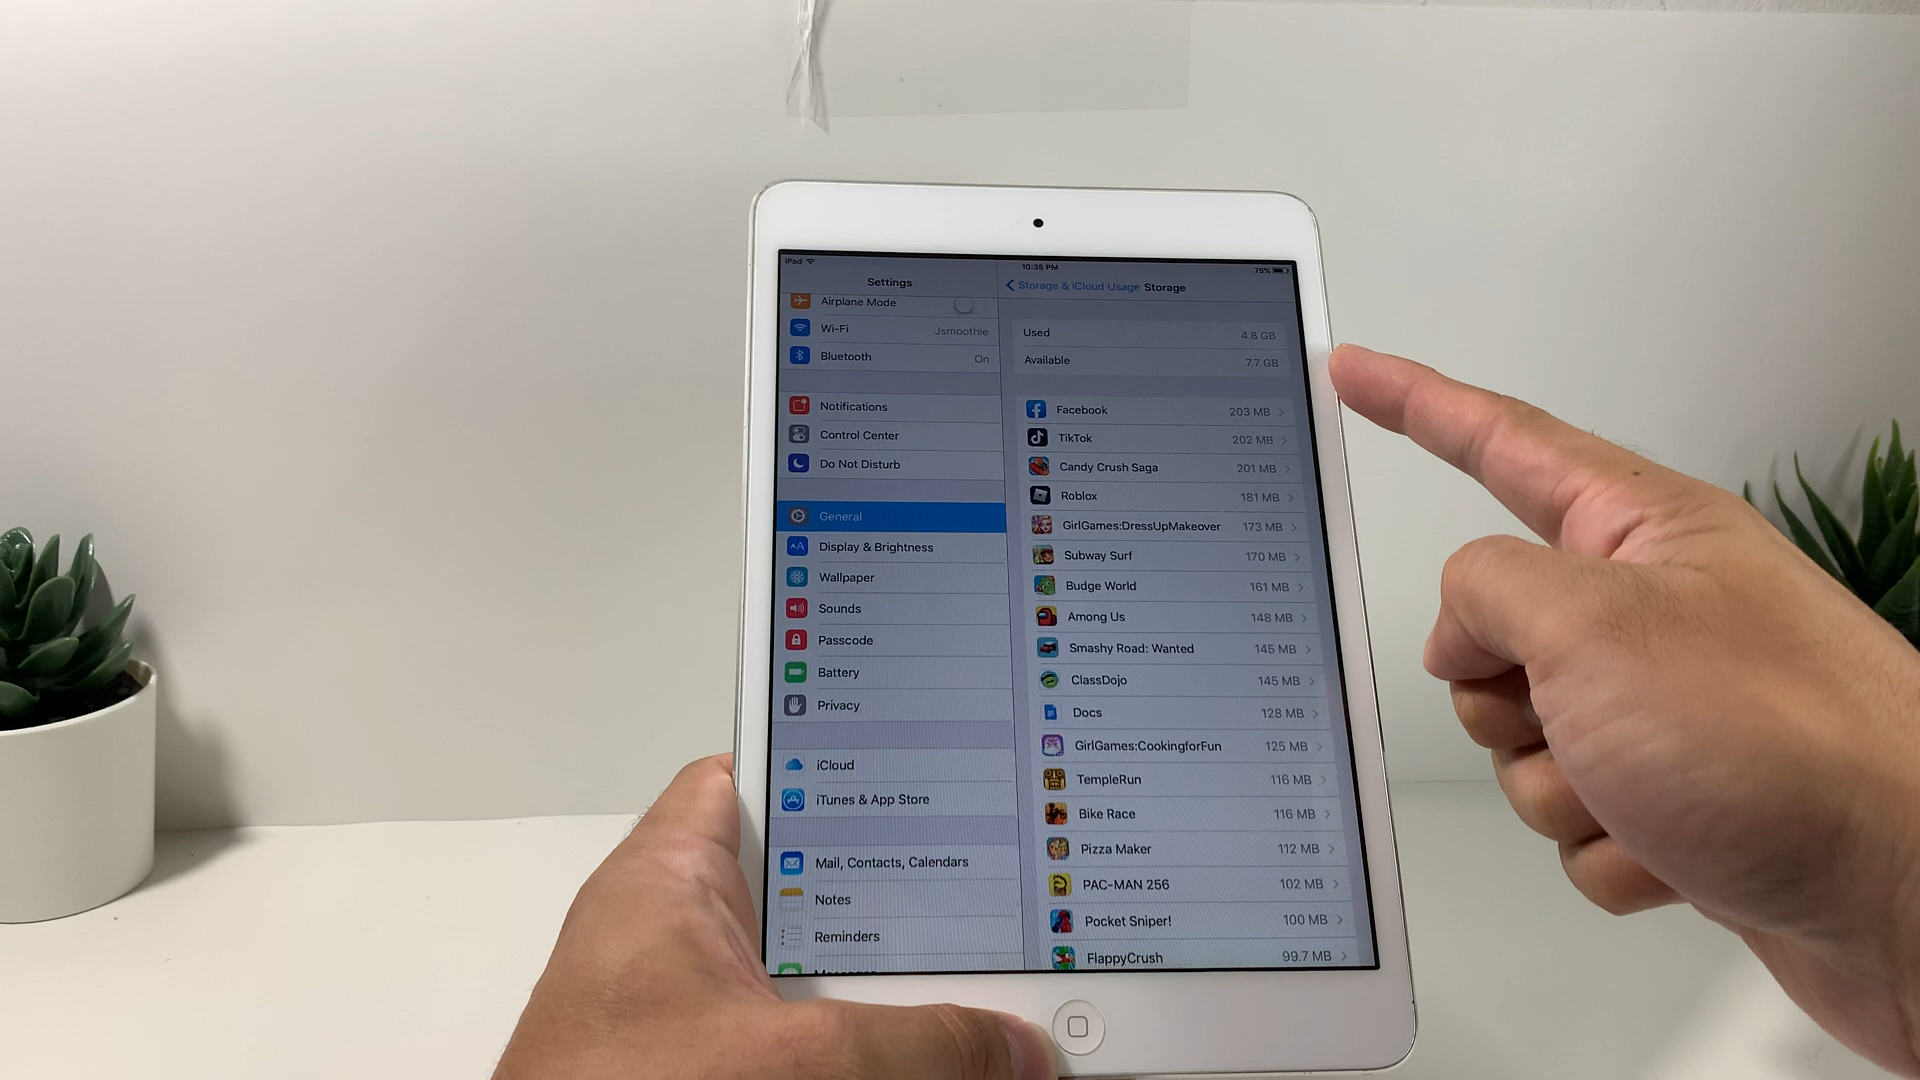 iPad
10:35 PM
75%
Settings
Storage & iCloud Usage Storage
Airplane Mode
Wi-Fi Jsmoothie
Bluetooth On
Notifications
Control Center
Do Not Disturb
General
AA Display & Brightness
Wallpaper
Sounds
Passcode
Battery
Privacy
iCloud
iTunes & App Store
Mail, Contacts, Calendars
Notes
Reminders
Used 4.8 GB
Available 7.7 GB
Facebook 203 MB
TikTok 202 MB
Candy Crush Saga 201 MB
Roblox 181 MB
GirlGames:DressUpMakeover 173 MB
Subway Surf 170 MB
Budge World 161 MB
Among Us 148 MB
Smashy Road: Wanted 145 MB
ClassDojo 145 MB
Docs 128 MB
GirlGames:CookingforFun 125 MB
TempleRun 116 MB
Bike Race 116 MB
Pizza Maker 112 MB
PAC-MAN 256 102 MB
Pocket Sniper! 100 MB
FlappyCrush 99.7 MB